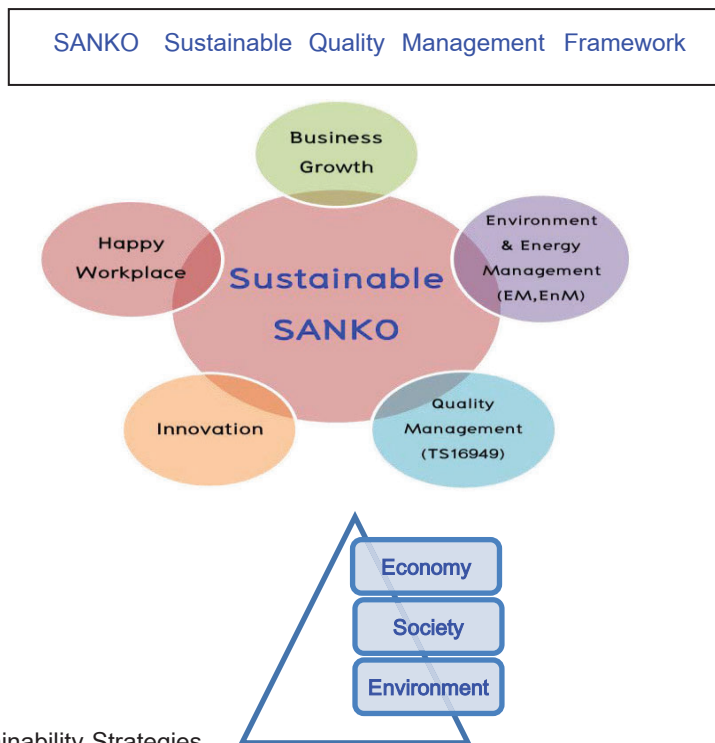 SANKO Sustainable Quality Management Framework
Business
Growth
Happy
Workplace
Environment
& Energy
Management
(EM,EnM)
Sustainable
SANKO
Innovation
Quality
Management
(TS16949)
Economy
Society
Environment
Strategies